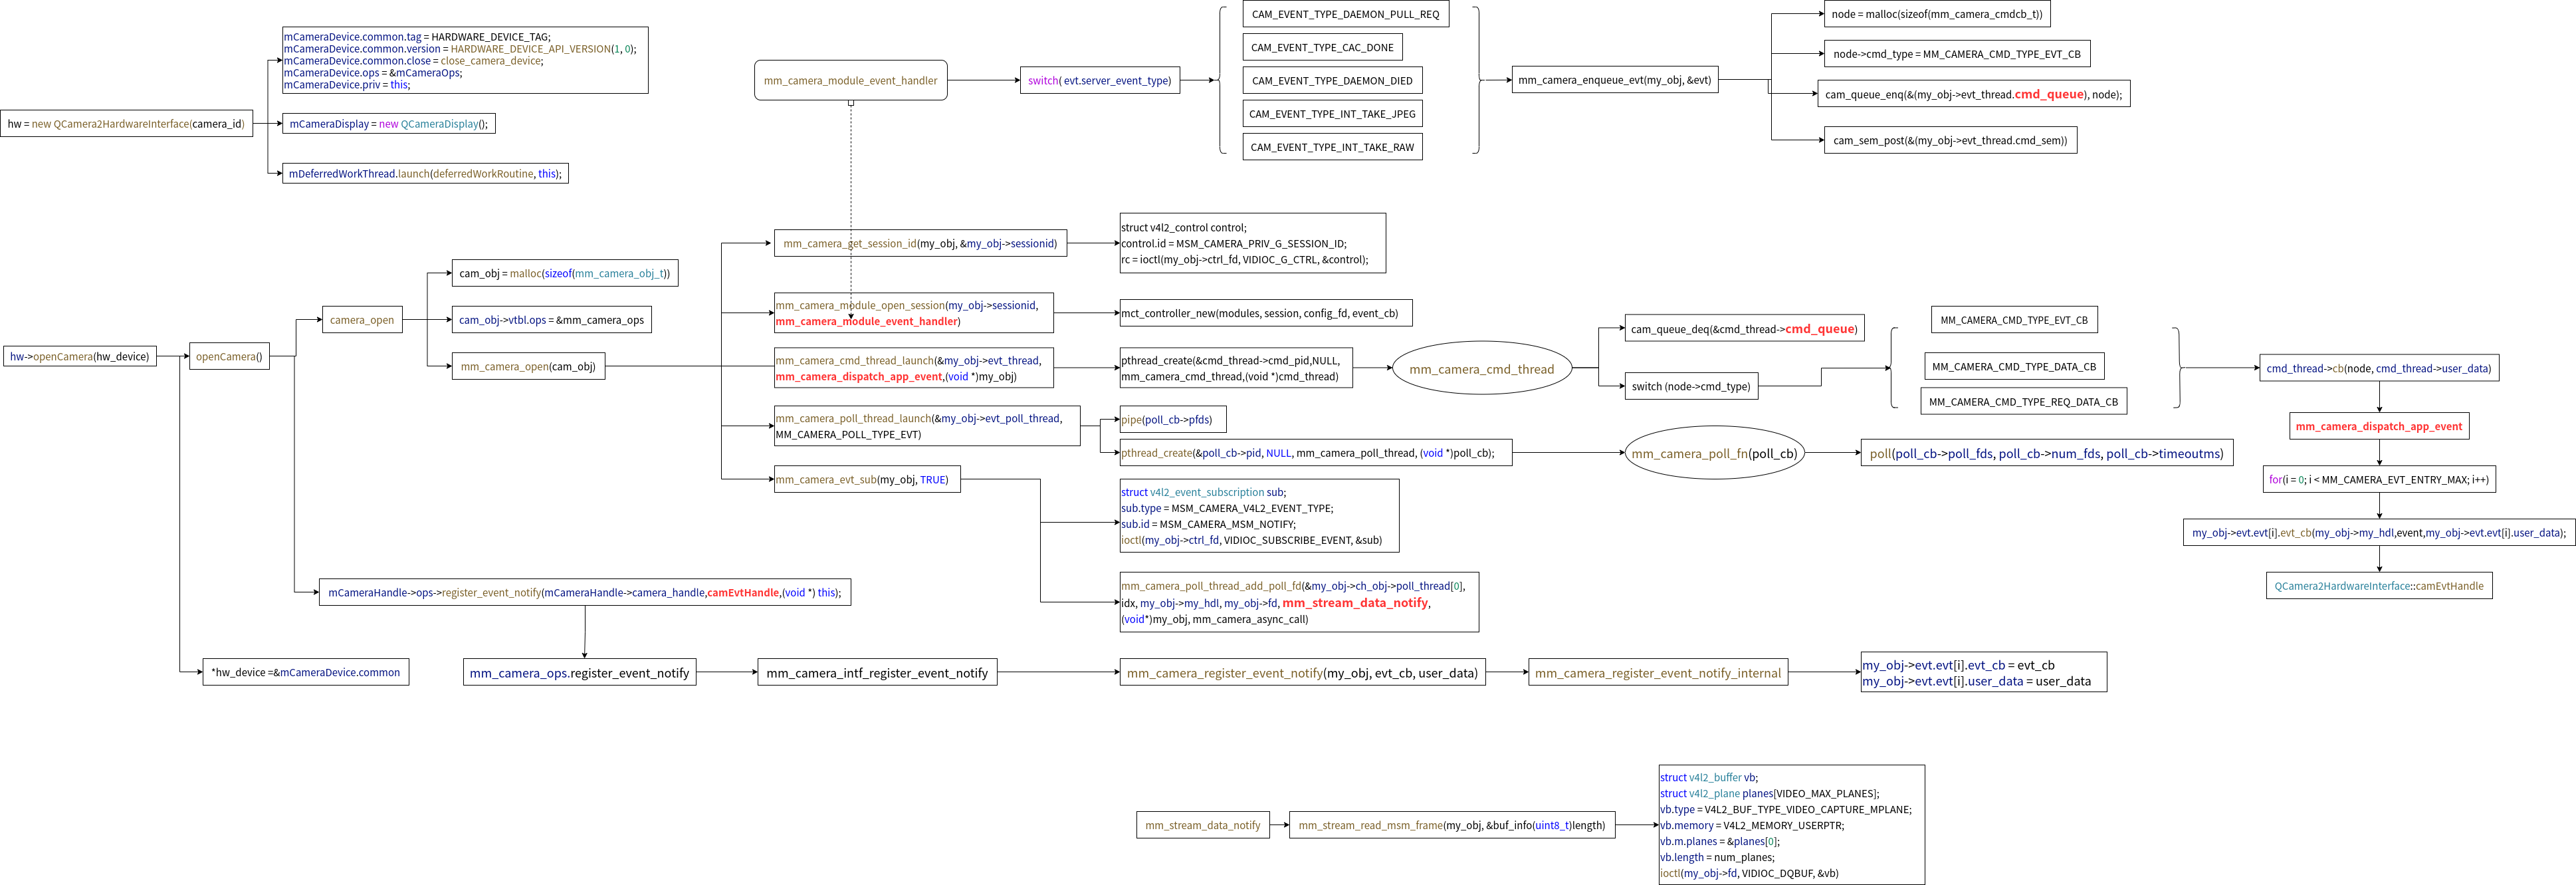 hw = new QCamera2HardwareInterface(camera_id)
mCameraDevice.common.tag = HARDWARE_DEVICE_TAG;
mCameraDevice.common.version = HARDWARE_DEVICE_API_VERSION(1, 0);
mCameraDevice.common.close = close_camera_device;
mCameraDevice.ops = &mCameraOps;
mCameraDevice.priv = this;
mCameraDisplay = new QCameraDisplay();
mDeferredWorkThread.launch(deferredWorkRoutine, this);
mm_camera_module_event_handler
switch( evt.server_event_type)
CAM_EVENT_TYPE_DAEMON_PULL_REQ
CAM_EVENT_TYPE_CAC_DONE
CAM_EVENT_TYPE_DAEMON_DIED
CAM_EVENT_TYPE_INT_TAKE_JPEG
CAM_EVENT_TYPE_INT_TAKE_RAW
mm_camera_enqueue_evt(my_obj, &evt)
node = malloc(sizeof(mm_camera_cmdcb_t))
node->cmd_type = MM_CAMERA_CMD_TYPE_EVT_CB
cam_queue_enq(&(my_obj->evt_thread.cmd_queue), node);
cam_sem_post(&(my_obj->evt_thread.cmd_sem))
hw->openCamera(hw_device)
openCamera()
camera_open
cam_obj = malloc(sizeof(mm_camera_obj_t))
cam_obj->vtbl.ops = &mm_camera_ops
mm_camera_open(cam_obj)
mm_camera_get_session_id(my_obj, &my_obj->sessionid)
struct v4l2_control control;
control.id = MSM_CAMERA_PRIV_G_SESSION_ID;
rc = ioctl(my_obj->ctrl_fd, VIDIOC_G_CTRL, &control);
mm_camera_module_open_session(my_obj->sessionid,
mm_camera_module_event_handler)
mct_controller_new(modules, session, config_fd, event_cb)
mm_camera_cmd_thread_launch(&my_obj->evt_thread,
mm_camera_dispatch_app_event,(void *)my_obj)
pthread_create(&cmd_thread->cmd_pid,NULL,
mm_camera_cmd_thread,(void *)cmd_thread)
mm_camera_cmd_thread
cam_queue_deq(&cmd_thread->cmd_queue)
switch (node->cmd_type)
MM_CAMERA_CMD_TYPE_EVT_CB
MM_CAMERA_CMD_TYPE_DATA_CB
MM_CAMERA_CMD_TYPE_REQ_DATA_CB
cmd_thread->cb(node, cmd_thread->user_data)
mm_camera_dispatch_app_event
for(i = 0; i < MM_CAMERA_EVT_ENTRY_MAX; i++)
my_obj->evt.evt[i].evt_cb(my_obj->my_hdl,event,my_obj->evt.evt[i].user_data);
QCamera2HardwareInterface::camEvtHandle
mm_camera_poll_thread_launch(&my_obj->evt_poll_thread,
MM_CAMERA_POLL_TYPE_EVT)
pipe(poll_cb->pfds)
pthread_create(&poll_cb->pid, NULL, mm_camera_poll_thread, (void *)poll_cb);
mm_camera_poll_fn(poll_cb)
poll(poll_cb->poll_fds, poll_cb->num_fds, poll_cb->timeoutms)
mm_camera_evt_sub(my_obj, TRUE)
struct v4l2_event_subscription sub;
sub.type = MSM_CAMERA_V4L2_EVENT_TYPE;
sub.id = MSM_CAMERA_MSM_NOTIFY;
ioctl(my_obj->ctrl_fd, VIDIOC_SUBSCRIBE_EVENT, &sub)
mm_camera_poll_thread_add_poll_fd(&my_obj->ch_obj->poll_thread[0],
idx, my_obj->my_hdl, my_obj->fd, mm_stream_data_notify,
(void*)my_obj, mm_camera_async_call)
mCameraHandle->ops->register_event_notify(mCameraHandle->camera_handle,camEvtHandle,(void *) this);
*hw_device =&mCameraDevice.common
mm_camera_ops.register_event_notify
mm_camera_intf_register_event_notify
mm_camera_register_event_notify(my_obj, evt_cb, user_data)
mm_camera_register_event_notify_internal
my_obj->evt.evt[i].evt_cb = evt_cb
my_obj->evt.evt[i].user_data = user_data
mm_stream_data_notify
mm_stream_read_msm_frame(my_obj, &buf_info(uint8_t)length)
struct v4l2_buffer vb;
struct v4l2_plane planes[VIDEO_MAX_PLANES];
vb.type = V4L2_BUF_TYPE_VIDEO_CAPTURE_MPLANE;
vb.memory = V4L2_MEMORY_USERPTR;
vb.m.planes = &planes[0];
vb.length = num_planes;
ioctl(my_obj->fd, VIDIOC_DQBUF, &vb)